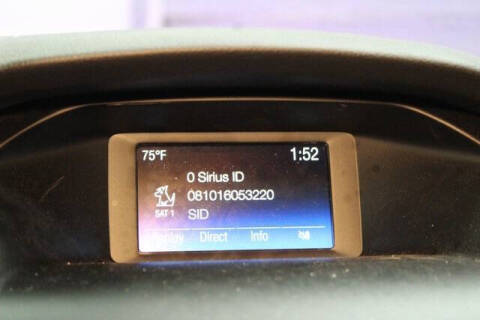 75°F 1:52
0 Sirius ID
081016053220
SAT 1 SID
Direct Info